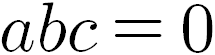 abc = 0